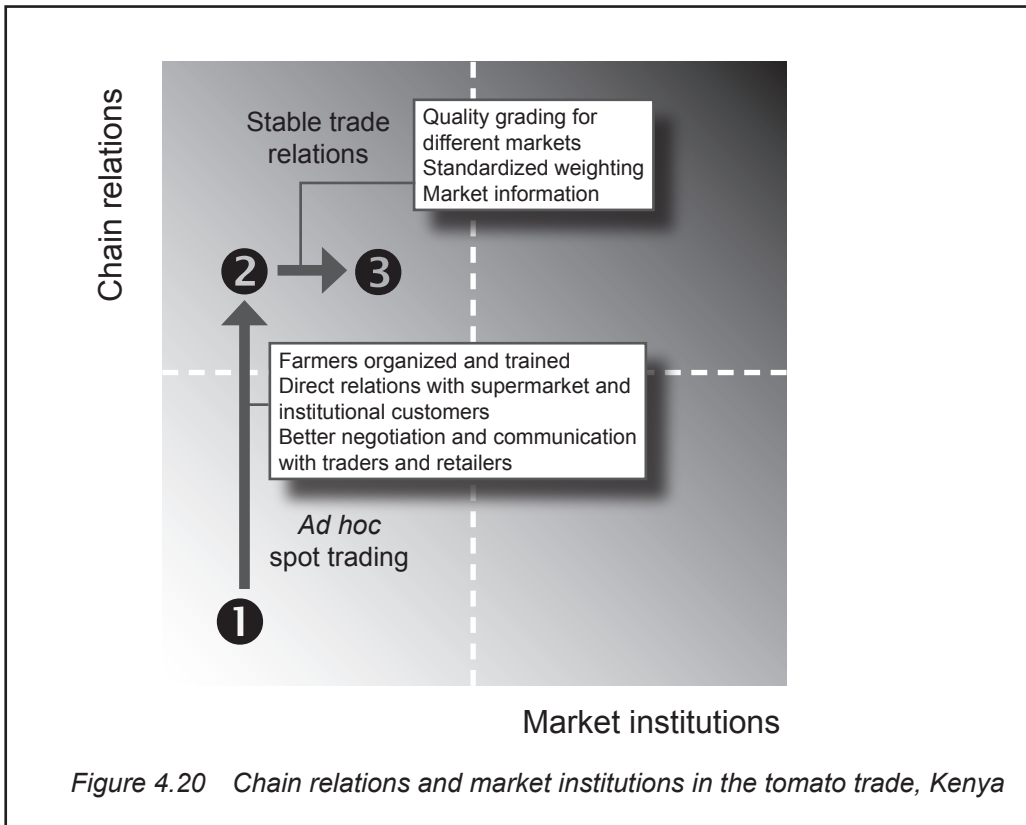 Chain relations
Stable trade
relations
Quality grading for
different markets
Standardized weighting
Market information
2
3
Farmers organized and trained
Direct relations with supermarket and
institutional customers
Better negotiation and communication
with traders and retailers
Ad hoc
spot trading
1
Market institutions
Figure 4.20 Chain relations and market institutions in the tomato trade, Kenya